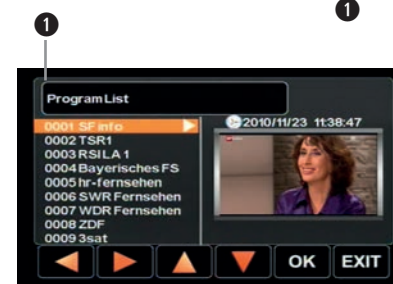 1
1
Program List
0001 SF info
2010/11/23 11:38:47
0002 TSR1
0003 RSI LA 1
0004 Bayerisches FS
0005 hr-fernsehen
0006 SWR Fernsehen
0007 WDR Fernsehen
0008 ZDF
0009 3sat
OK EXIT